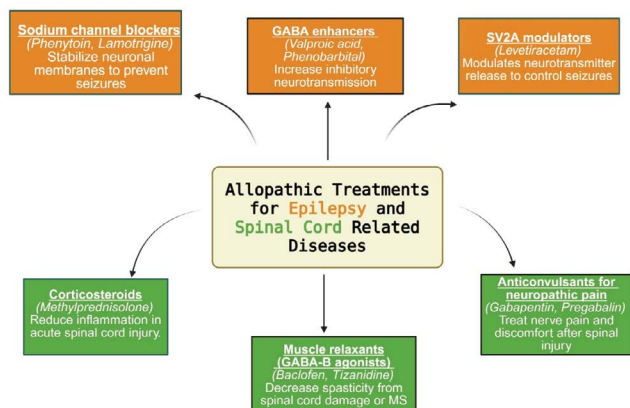 Sodium channel blockers
(Phenytoin, Lamotrigine)
Stabilize neuronal
membranes to prevent
seizures
GABA enhancers
(Valproic acid,
Phenobarbital)
Increase inhibitory
neurotransmission
SV2A modulators
(Levetiracetam)
Modulates neurotransmitter
release to control seizures
Allopathic Treatments
for Epilepsy and
Spinal Cord Related
Diseases
Corticosteroids
(Methylprednisolone)
Reduce inflammation in
acute spinal cord injury.
Muscle relaxants
(GABA-B agonists)
(Baclofen, Tizanidine)
Decrease spasticity from
spinal cord damage or MS
Anticonvulsants for
neuropathic pain
(Gabapentin, Pregabalin)
Treat nerve pain and
discomfort after spinal
injury